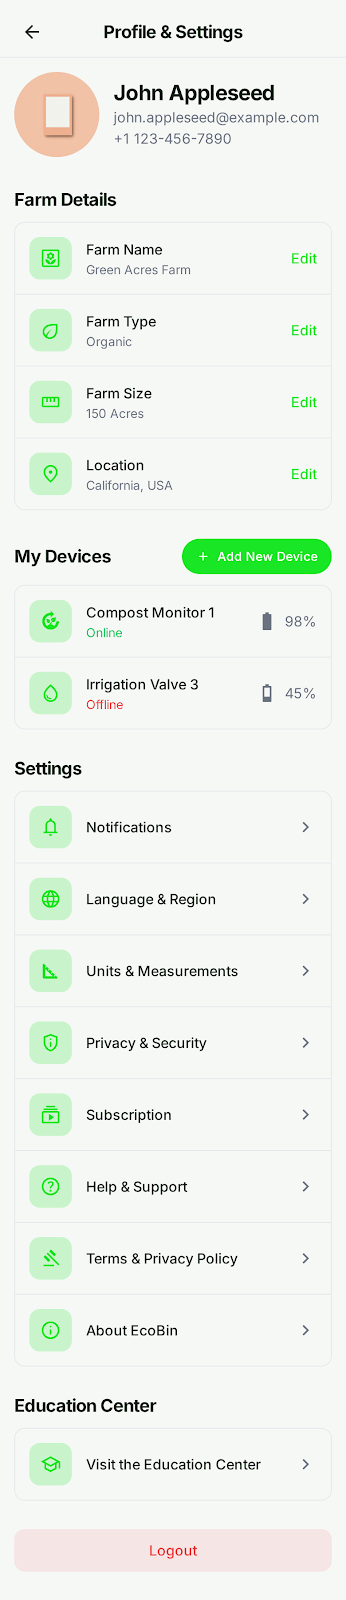 Profile & Settings
John Appleseed
john.appleseed@example.com
+1 123-456-7890
Farm Details
Farm Name
Green Acres Farm
Edit
Farm Type
Organic
Edit
Farm Size
150 Acres
Edit
Location
California, USA
Edit
My Devices
+ Add New Device
Compost Monitor 1
Online
98%
Irrigation Valve 3
Offline
45%
Settings
Notifications
Language & Region
Units & Measurements
Privacy & Security
Subscription
Help & Support
Terms & Privacy Policy
About EcoBin
Education Center
Visit the Education Center
Logout